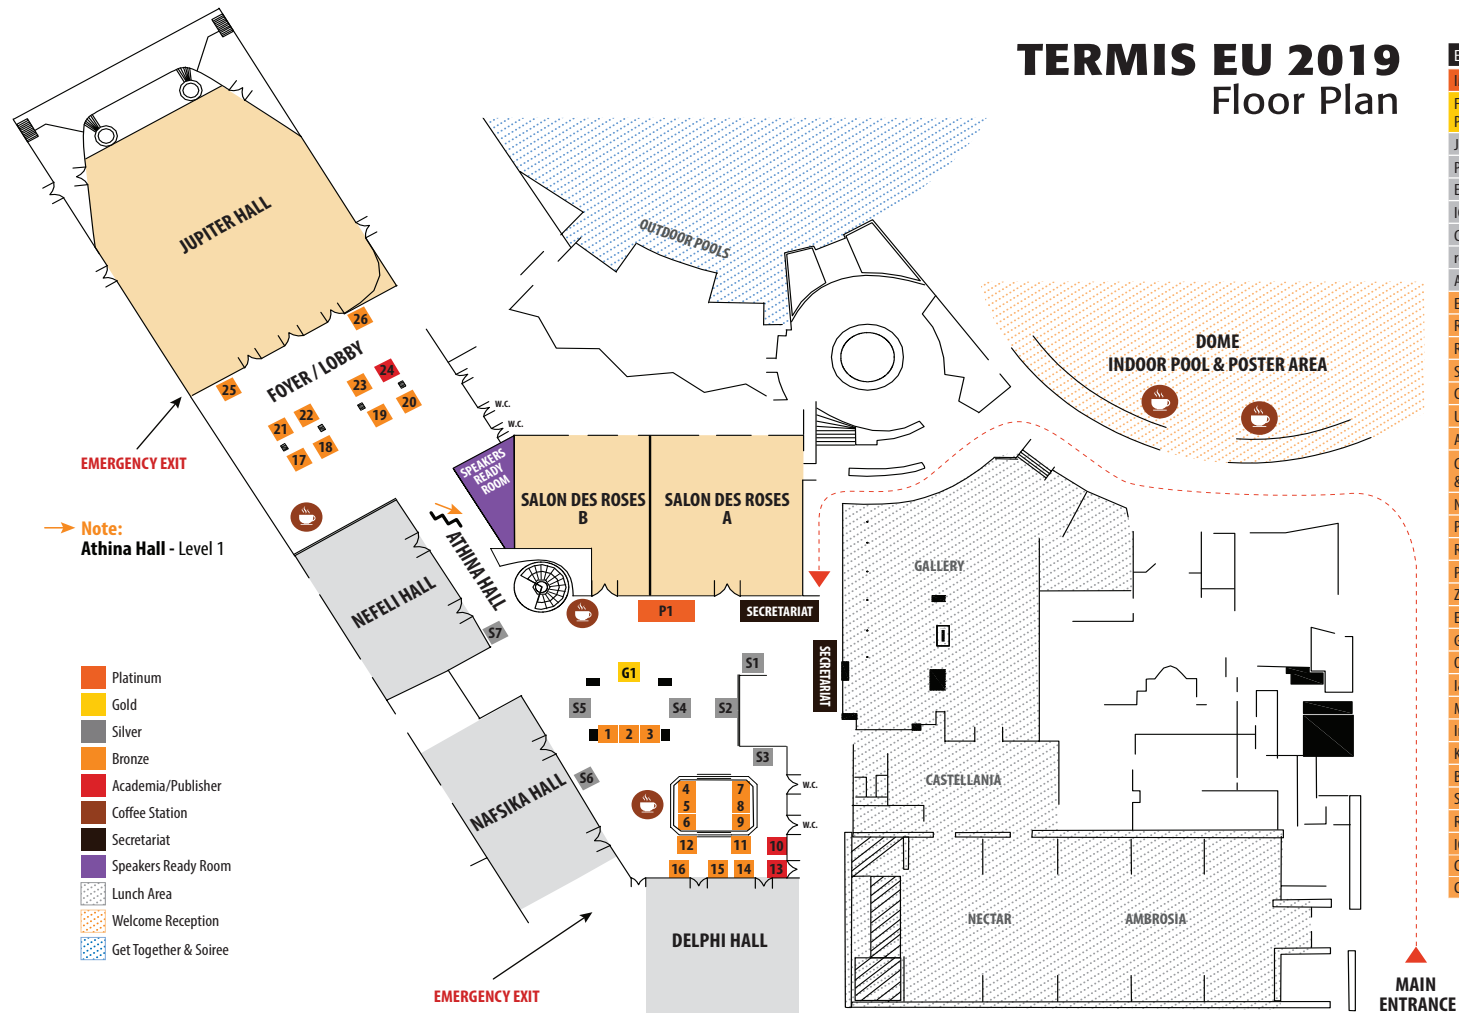 TERMIS EU 2019
Floor Plan
JUPITER HALL
OUTDOOR POOLS
DOME
INDOOR POOL & POSTER AREA
26
FOYER / LOBBY
25
24
23
20
19
22
21
18
17
W.C.
W.C.
EMERGENCY EXIT
SPEAKERS
READY
ROOM
SALON DES ROSES
B
SALON DES ROSES
A
Note:
Athina Hall - Level 1
ATHINA HALL
NEFELI HALL
GALLERY
P1
SECRETARIAT
SECRETARIAT
S7
S1
G1
S5
S4
S2
1
2
3
S3
S6
NAFSIKA HALL
4
5
6
7
8
9
W.C.
W.C.
12
11
10
16
15
14
13
DELPHI HALL
CASTELLANIA
NECTAR
AMBROSIA
Platinum
Gold
Silver
Bronze
Academia/Publisher
Coffee Station
Secretariat
Speakers Ready Room
Lunch Area
Welcome Reception
Get Together & Soiree
EMERGENCY EXIT
MAIN
ENTRANCE